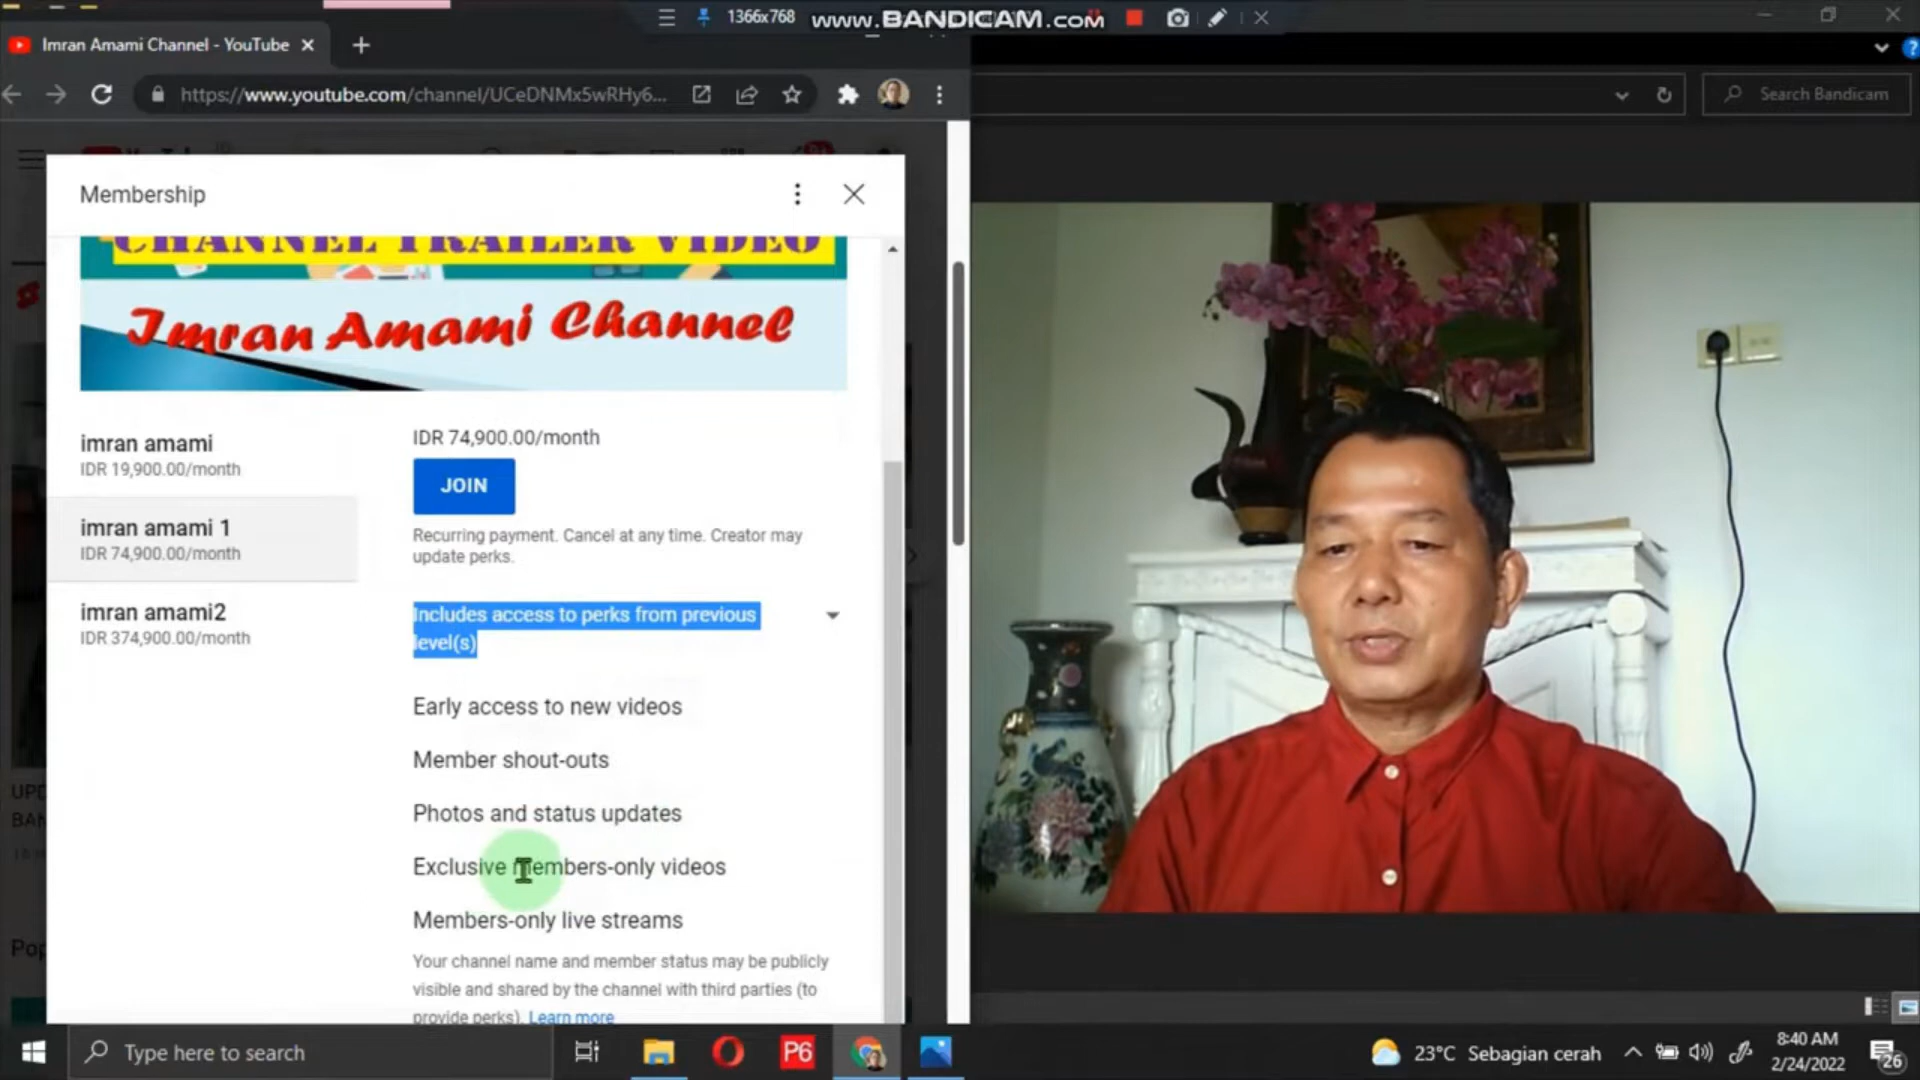 1366x768
www.BANDICAM.com
Imran Amami Channel - YouTube
https://www.youtube.com/channel/UCeDNMx5wRHy6...
Search Bandicam
Membership
CHANNEL TRAILER VIDEO
Imran Amami Channel
imran amami
IDR 19,900.00/month
imran amami 1
IDR 74,900.00/month
imran amami2
IDR 374,900.00/month
IDR 74,900.00/month
JOIN
Recurring payment. Cancel at any time. Creator may
update perks.
Includes access to perks from previous
level(s)
Early access to new videos
Member shout-outs
Photos and status updates
Exclusive members-only videos
Members-only live streams
Your channel name and member status may be publicly
visible and shared by the channel with third parties (to
provide perks). Learn more
Type here to search
P6
23°C Sebagian cerah
8:40 AM
2/24/2022
26